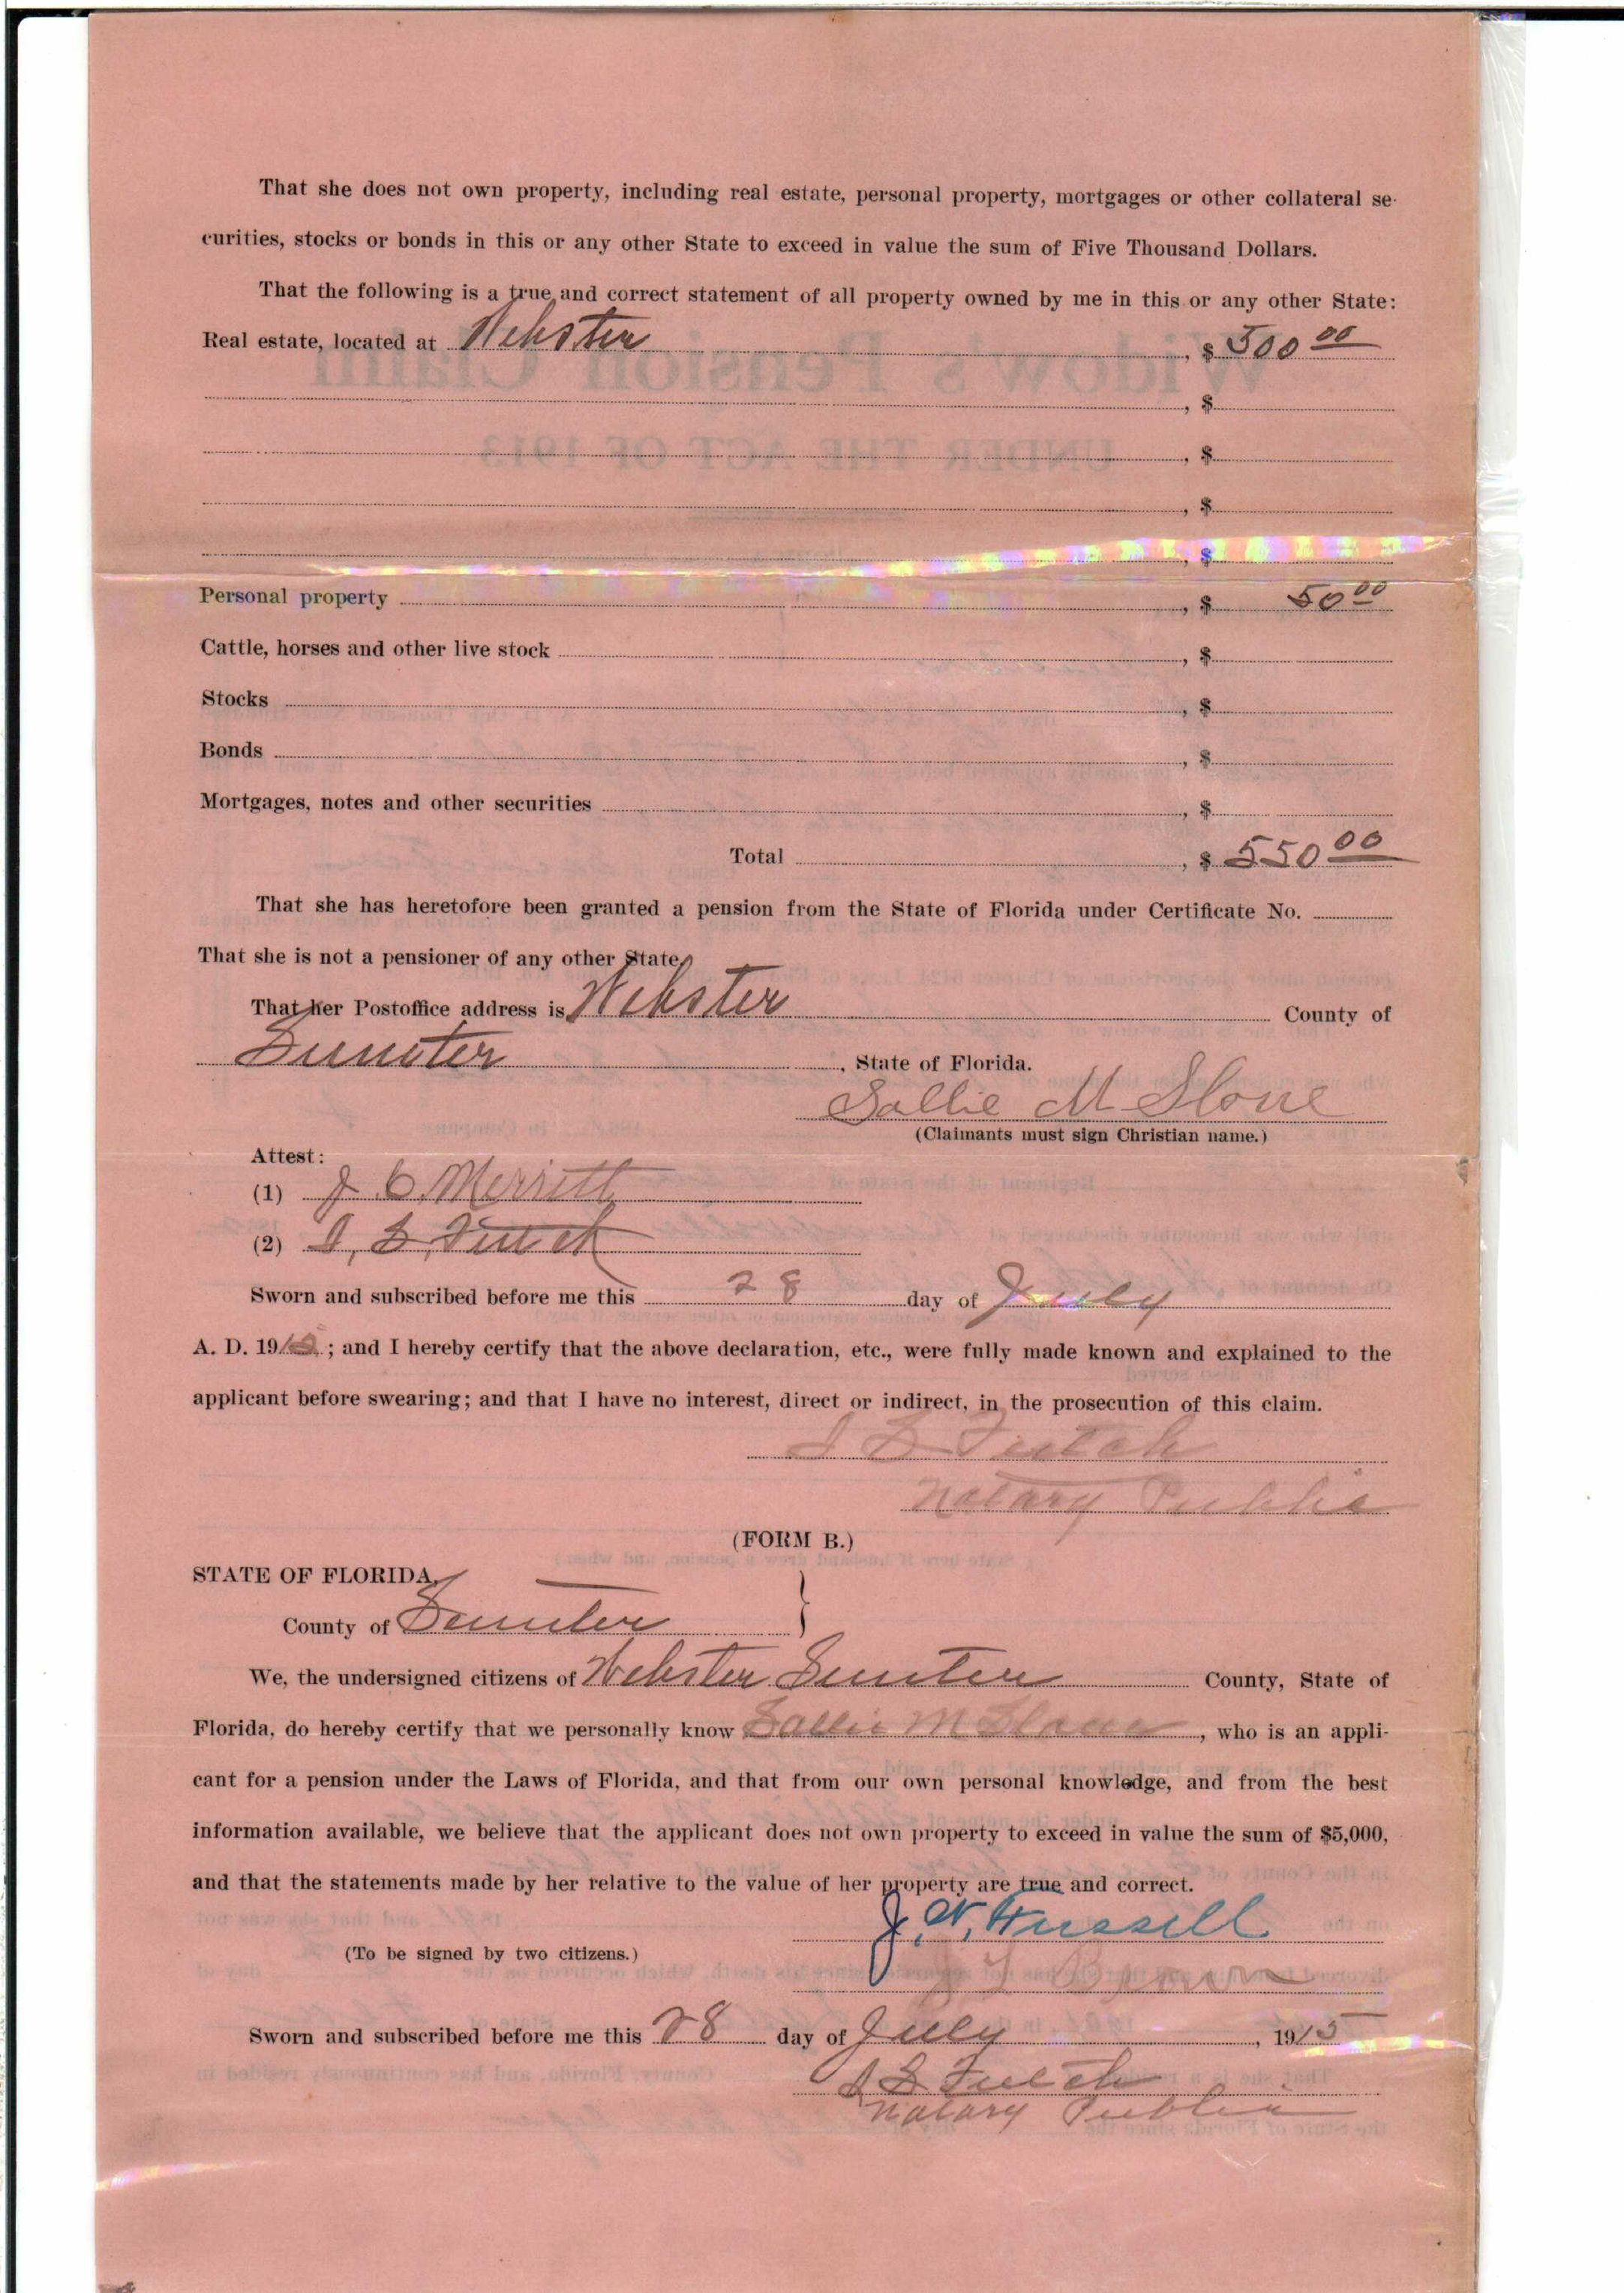 That she does not own property, including real estate, personal property, mortgages or other collateral se-
curities, stocks or bonds in this or any other State to exceed in value the sum of Five Thousand Dollars.
That the following is a true and correct statement of all property owned by me in this or any other State:
Real estate, located at Webster, $ 500 00
, $
, $
, $
, $
Personal property, $ 50 00
Cattle, horses and other live stock, $
Stocks, $
Bonds, $
Mortgages, notes and other securities, $
Total, $ 550 00
That she has heretofore been granted a pension from the State of Florida under Certificate No.
That she is not a pensioner of any other State,
That her Postoffice address is Webster County of
Sumter, State of Florida.
Sallie M Slone
(Claimants must sign Christian name.)
Attest:
(1) J C Merritt
(2) Futch
Sworn and subscribed before me this 28 day of July
A. D. 19; and I hereby certify that the above declaration, etc., were fully made known and explained to the
applicant before swearing; and that I have no interest, direct or indirect, in the prosecution of this claim.
Futch
Notary Public
(FORM B.)
STATE OF FLORIDA,
County of Sumter }
We, the undersigned citizens of Webster Sumter County, State of
Florida, do hereby certify that we personally know Sallie M Slone, who is an appli-
cant for a pension under the Laws of Florida, and that from our own personal knowledge, and from the best
information available, we believe that the applicant does not own property to exceed in value the sum of $5,000,
and that the statements made by her relative to the value of her property are true and correct.
J. W. Hussell
(To be signed by two citizens.)
Sworn and subscribed before me this 28 day of July, 1915
Futch
Notary Public